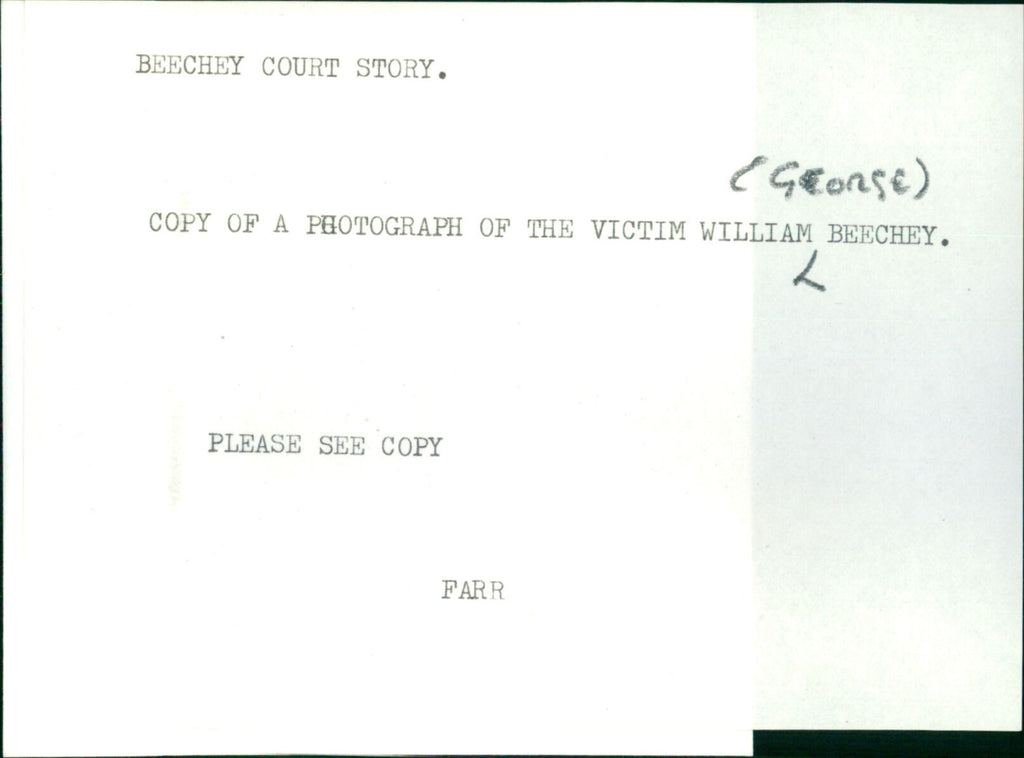 BEECHEY COURT STORY.
(GEORGE)
COPY OF A PHOTOGRAPH OF THE VICTIM WILLIAM BEECHEY.
PLEASE SEE COPY
FARR